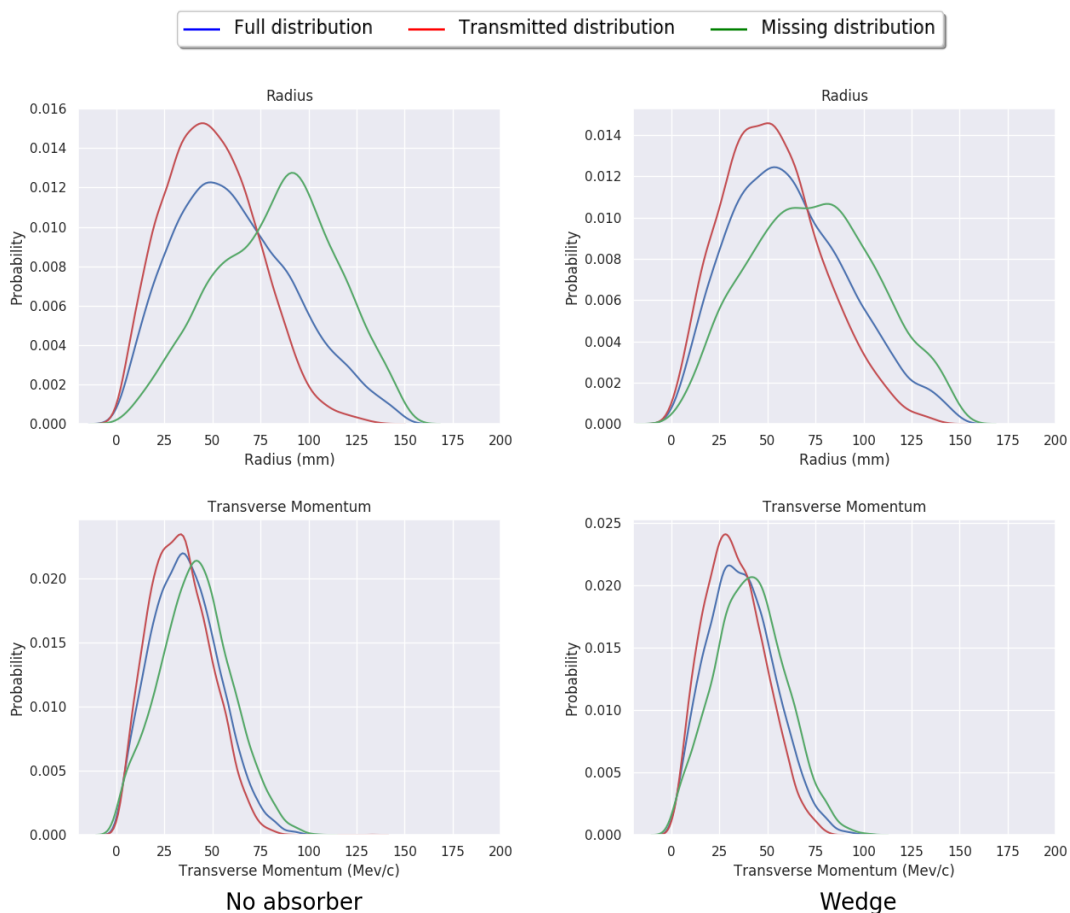 Full distribution Transmitted distribution Missing distribution
Radius
0.016
0.014
0.012
0.010
0.008
0.006
0.004
0.002
0.000
Probability
0 25 50 75 100 125 150 175 200
Radius (mm)
Radius
0.014
0.012
0.010
0.008
0.006
0.004
0.002
0.000
Probability
0 25 50 75 100 125 150 175 200
Radius (mm)
Transverse Momentum
0.020
0.015
0.010
0.005
0.000
Probability
0 25 50 75 100 125 150 175 200
Transverse Momentum (Mev/c)
No absorber
Transverse Momentum
0.025
0.020
0.015
0.010
0.005
0.000
Probability
0 25 50 75 100 125 150 175 200
Transverse Momentum (Mev/c)
Wedge